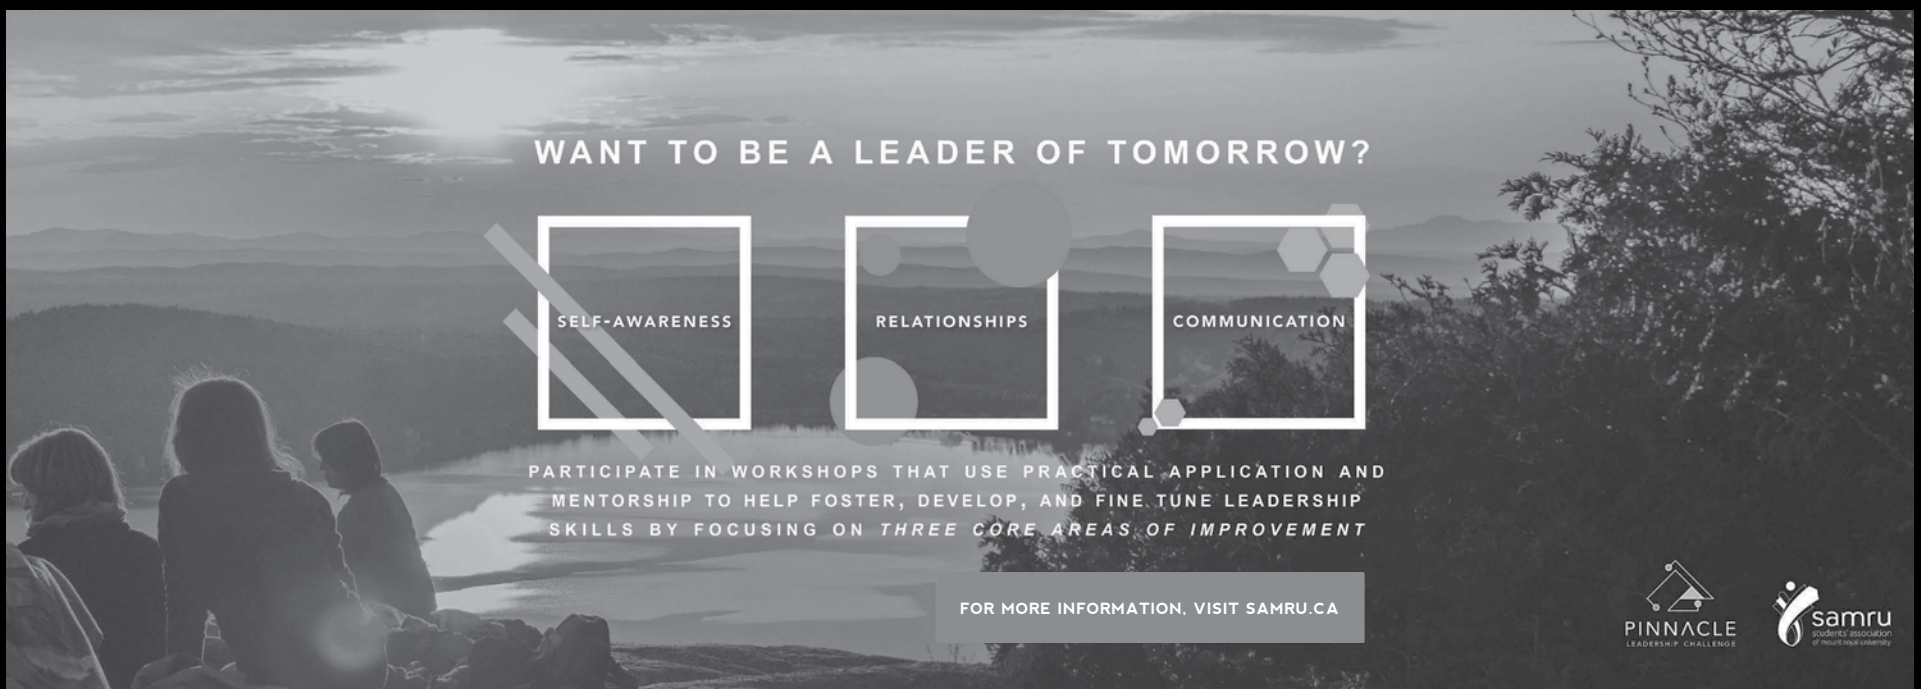 WANT TO BE A LEADER OF TOMORROW?
SELF-AWARENESS
RELATIONSHIPS
COMMUNICATION
PARTICIPATE IN WORKSHOPS THAT USE PRACTICAL APPLICATION AND
MENTORSHIP TO HELP FOSTER, DEVELOP, AND FINE TUNE LEADERSHIP
SKILLS BY FOCUSING ON THREE CORE AREAS OF IMPROVEMENT
FOR MORE INFORMATION, VISIT SAMRU.CA
PINNACLE
LEADERSHIP CHALLENGE
samru
students' association
of mount royal university